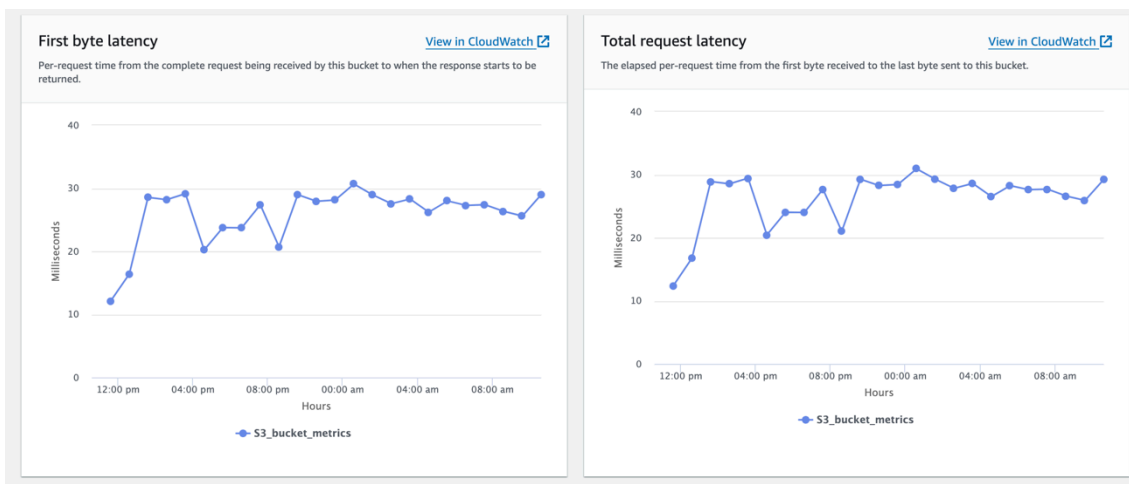 First byte latency
View in CloudWatch
Per-request time from the complete request being received by this bucket to when the response starts to be
returned.
40
30
20
10
0
Milliseconds
12:00 pm
04:00 pm
08:00 pm
00:00 am
04:00 am
08:00 am
Hours
S3_bucket_metrics
Total request latency
View in CloudWatch
The elapsed per-request time from the first byte received to the last byte sent to this bucket.
40
30
20
10
0
Milliseconds
12:00 pm
04:00 pm
08:00 pm
00:00 am
04:00 am
08:00 am
Hours
S3_bucket_metrics